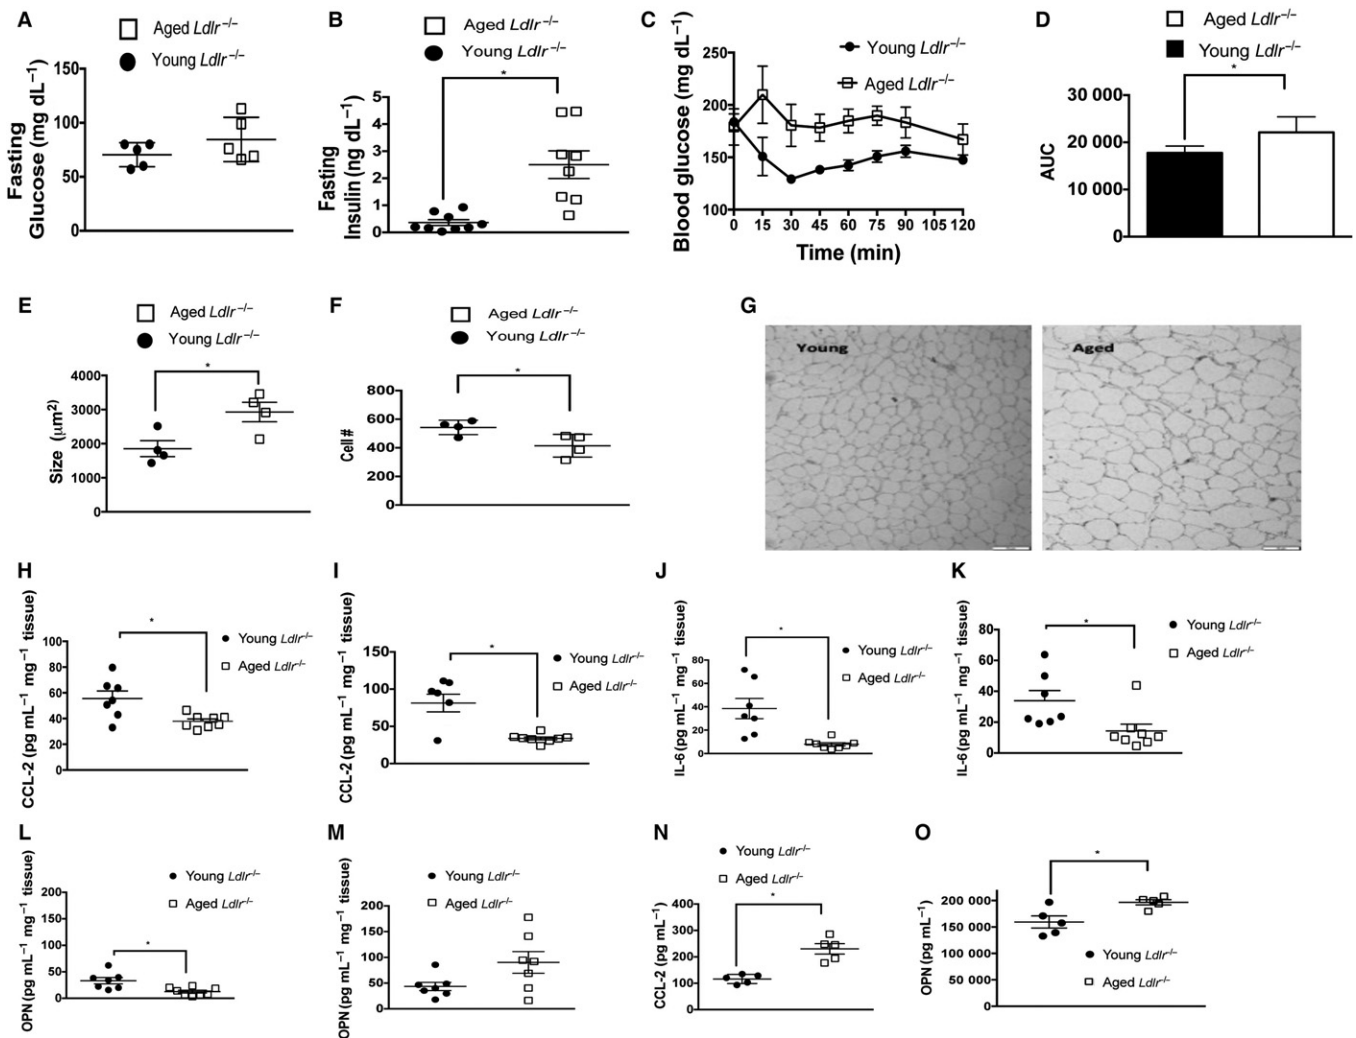 A
Aged Ldlr−/−
Young Ldlr−/−
Fasting
Glucose (mg dL−1)
150
100
50
0
B
Aged Ldlr−/−
Young Ldlr−/−
*
Fasting
Insulin (ng dL−1)
5
4
3
2
1
0
C
Young Ldlr−/−
Aged Ldlr−/−
Blood glucose (mg dL−1)
250
200
150
100
0 15 30 45 60 75 90 105 120
Time (min)
D
Aged Ldlr−/−
Young Ldlr−/−
*
AUC
30 000
20 000
10 000
0
E
Aged Ldlr−/−
Young Ldlr−/−
*
Size (μm2)
4000
3000
2000
1000
0
F
Aged Ldlr−/−
Young Ldlr−/−
*
Cell #
800
600
400
200
0
G
Young
Aged
H
CCL-2 (pg mL−1 mg−1 tissue)
*
Young Ldlr−/−
Aged Ldlr−/−
100
80
60
40
20
0
I
CCL-2 (pg mL−1 mg−1 tissue)
*
Young Ldlr−/−
Aged Ldlr−/−
150
100
50
0
J
IL-6 (pg mL−1 mg−1 tissue)
*
Young Ldlr−/−
Aged Ldlr−/−
80
60
40
20
0
K
IL-6 (pg mL−1 mg−1 tissue)
*
Young Ldlr−/−
Aged Ldlr−/−
80
60
40
20
0
L
OPN (pg mL−1 mg−1 tissue)
Young Ldlr−/−
Aged Ldlr−/−
*
200
150
100
50
0
M
OPN (pg mL−1 mg−1 tissue)
Young Ldlr−/−
Aged Ldlr−/−
200
150
100
50
0
N
Young Ldlr−/−
Aged Ldlr−/−
*
CCL-2 (pg mL−1)
400
300
200
100
0
O
*
OPN (pg mL−1)
200 000
150 000
100 000
50 000
0
Young Ldlr−/−
Aged Ldlr−/−